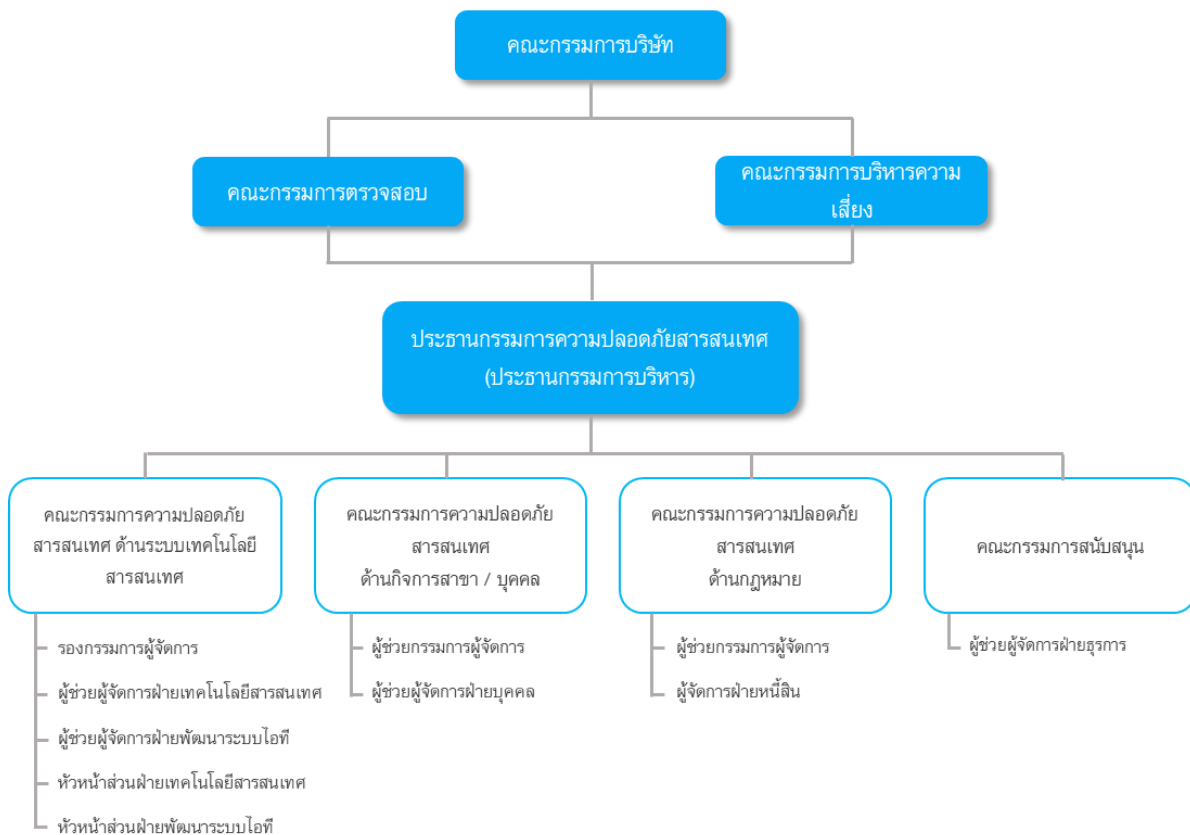 คณะกรรมการบริษัท
คณะกรรมการตรวจสอบ
คณะกรรมการบริหารความ
เสี่ยง
ประธานกรรมการความปลอดภัยสารสนเทศ
(ประธานกรรมการบริหาร)
คณะกรรมการความปลอดภัย
สารสนเทศ ด้านระบบเทคโนโลยี
สารสนเทศ
คณะกรรมการความปลอดภัย
สารสนเทศ
ด้านกิจการสาขา / บุคคล
คณะกรรมการความปลอดภัย
สารสนเทศ
ด้านกฎหมาย
คณะกรรมการสนับสนุน
รองกรรมการผู้จัดการ
ผู้ช่วยผู้จัดการฝ่ายเทคโนโลยีสารสนเทศ
ผู้ช่วยผู้จัดการฝ่ายพัฒนาระบบไอที
หัวหน้าส่วนฝ่ายเทคโนโลยีสารสนเทศ
หัวหน้าส่วนฝ่ายพัฒนาระบบไอที
ผู้ช่วยกรรมการผู้จัดการ
ผู้ช่วยผู้จัดการฝ่ายบุคคล
ผู้ช่วยกรรมการผู้จัดการ
ผู้จัดการฝ่ายหนี้สิน
ผู้ช่วยผู้จัดการฝ่ายธุรการ